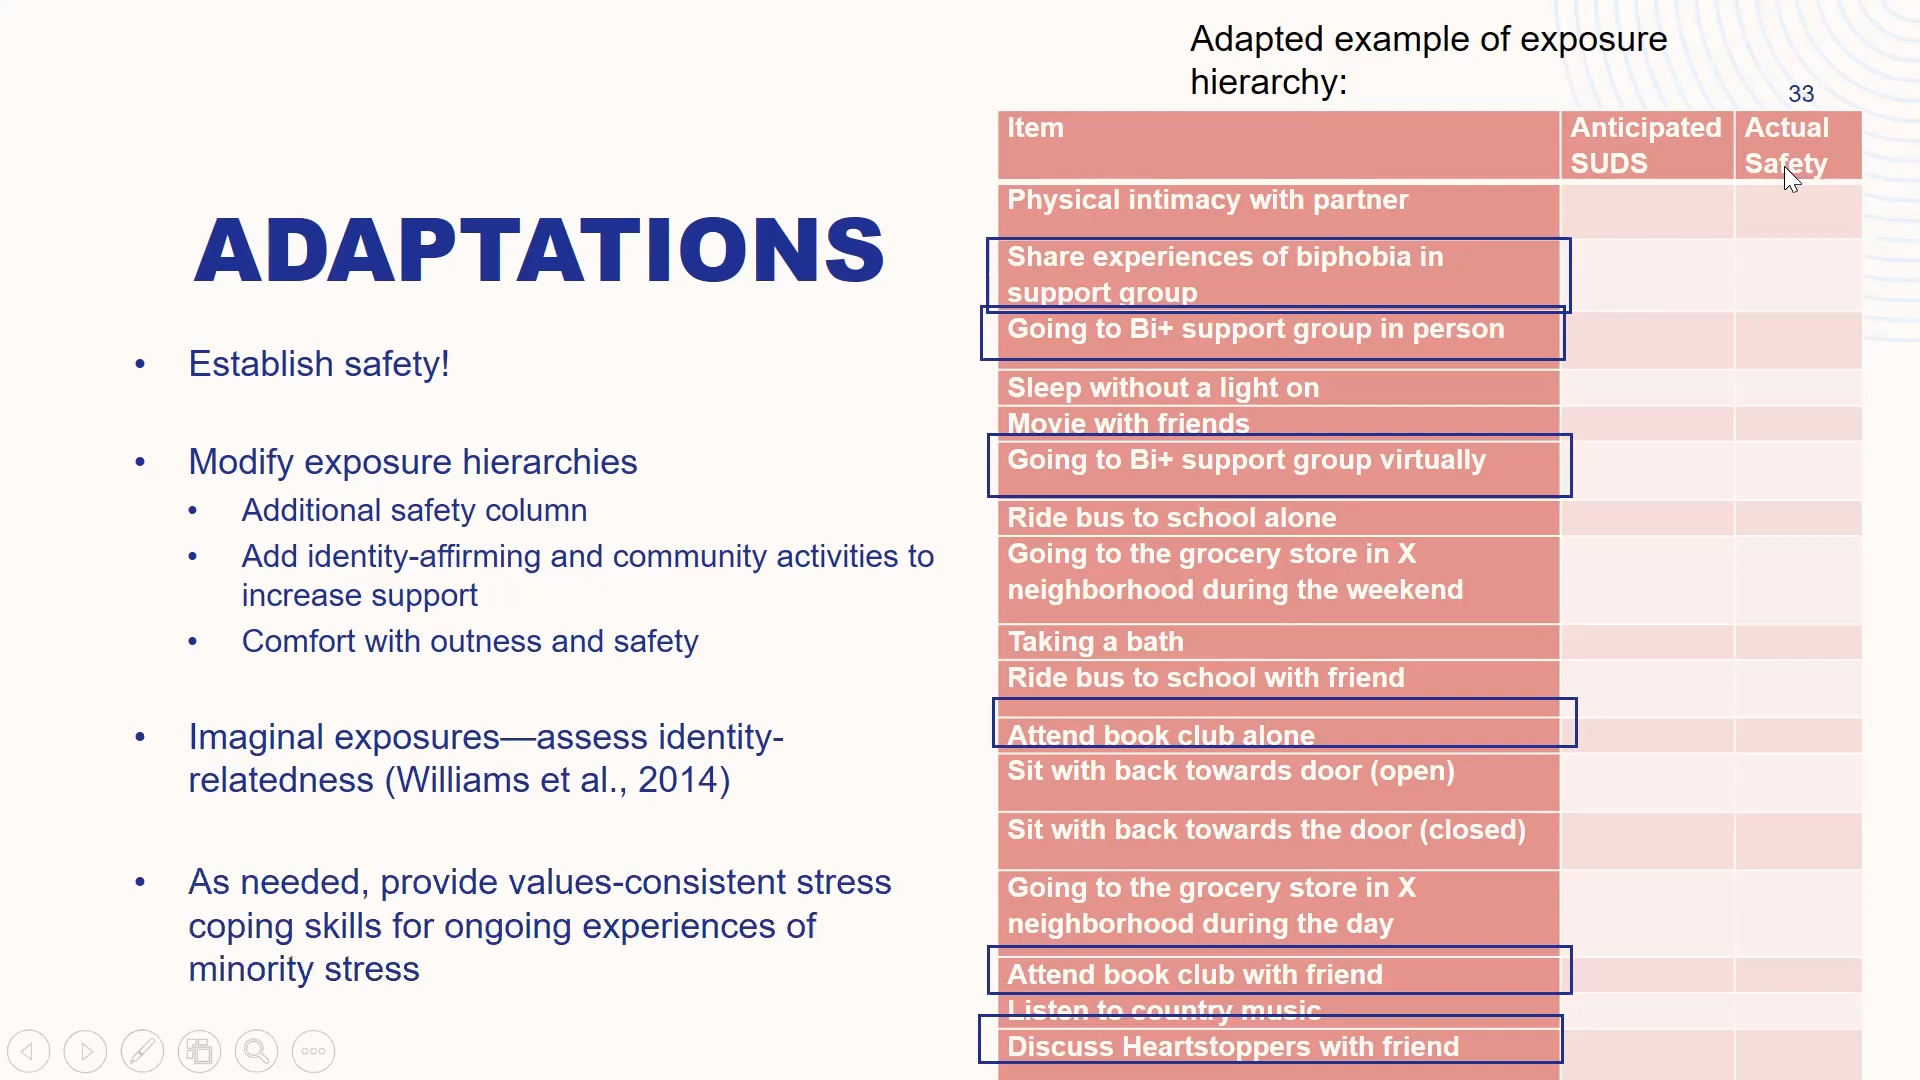 Adapted example of exposure
hierarchy:
33
ADAPTATIONS
• Establish safety!
• Modify exposure hierarchies
• Additional safety column
• Add identity-affirming and community activities to
increase support
• Comfort with outness and safety
• Imaginal exposures—assess identity-
relatedness (Williams et al., 2014)
• As needed, provide values-consistent stress
coping skills for ongoing experiences of
minority stress
Item Anticipated SUDS Actual Safety
Physical intimacy with partner
Share experiences of biphobia in
support group
Going to Bi+ support group in person
Sleep without a light on
Movie with friends
Going to Bi+ support group virtually
Ride bus to school alone
Going to the grocery store in X
neighborhood during the weekend
Taking a bath
Ride bus to school with friend
Attend book club alone
Sit with back towards door (open)
Sit with back towards the door (closed)
Going to the grocery store in X
neighborhood during the day
Attend book club with friend
Listen to country music
Discuss Heartstoppers with friend